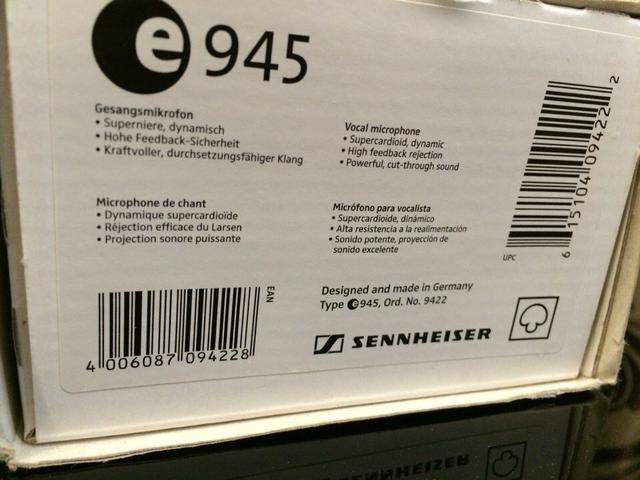 e945
Gesangsmikrofon
• Superniere, dynamisch
• Hohe Feedback-Sicherheit
• Kraftvoller, durchsetzungsfähiger Klang
Vocal microphone
• Supercardioid, dynamic
• High feedback rejection
• Powerful, cut-through sound
Microphone de chant
• Dynamique supercardioïde
• Réjection efficace du Larsen
• Projection sonore puissante
Micrófono para vocalista
• Supercardioide, dinámico
• Alta resistencia a la realimentación
• Sonido potente, proyección de
sonido excelente
UPC
6 15104 09422 2
EAN
4 006087 094228
Designed and made in Germany
Type e945, Ord. No. 9422
SENNHEISER
SENNHEISER